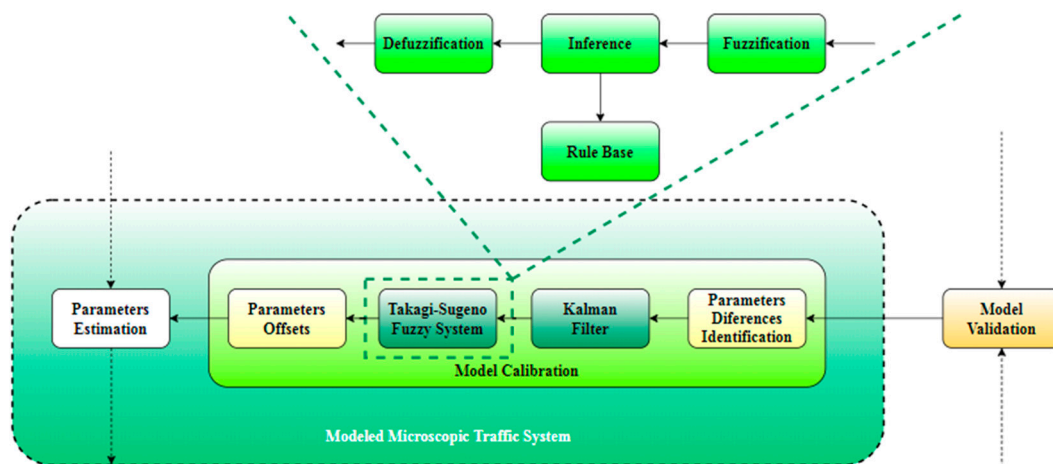 Defuzzification
Inference
Fuzzification
Rule Base
Parameters
Estimation
Parameters
Offsets
Takagi-Sugeno
Fuzzy System
Kalman
Filter
Parameters
Diferences
Identification
Model
Validation
Model Calibration
Modeled Microscopic Traffic System